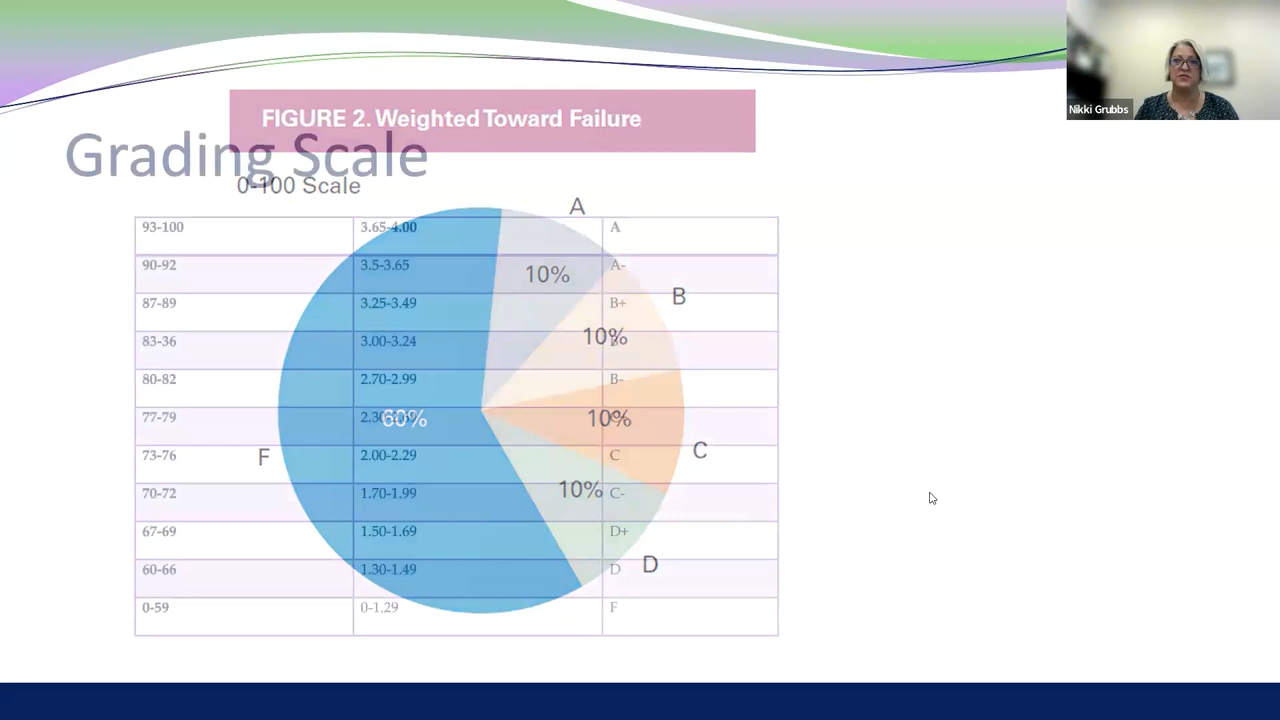 Nikki Grubbs
FIGURE 2. Weighted Toward Failure
Grading Scale
0-100 Scale
A
93-100 3.65-4.00 A
90-92 3.5-3.65 A-
10%
B
87-89 3.25-3.49 B+
10%
83-36 3.00-3.24
80-82 2.70-2.99 B-
77-79
60%
10%
C
F
73-76 2.00-2.29 C
70-72 1.70-1.99 C-
10%
67-69 1.50-1.69 D+
D
60-66 1.30-1.49 D
0-59 0-1.29 F